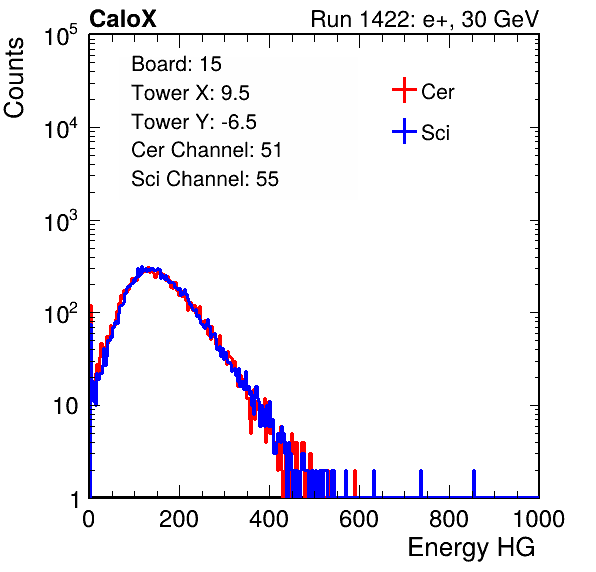 CaloX Run 1422: e+, 30 GeV
Counts
10^5
10^4
10^3
10^2
10
1
Board: 15
Tower X: 9.5
Tower Y: -6.5
Cer Channel: 51
Sci Channel: 55
Cer
Sci
0 200 400 600 800 1000
Energy HG